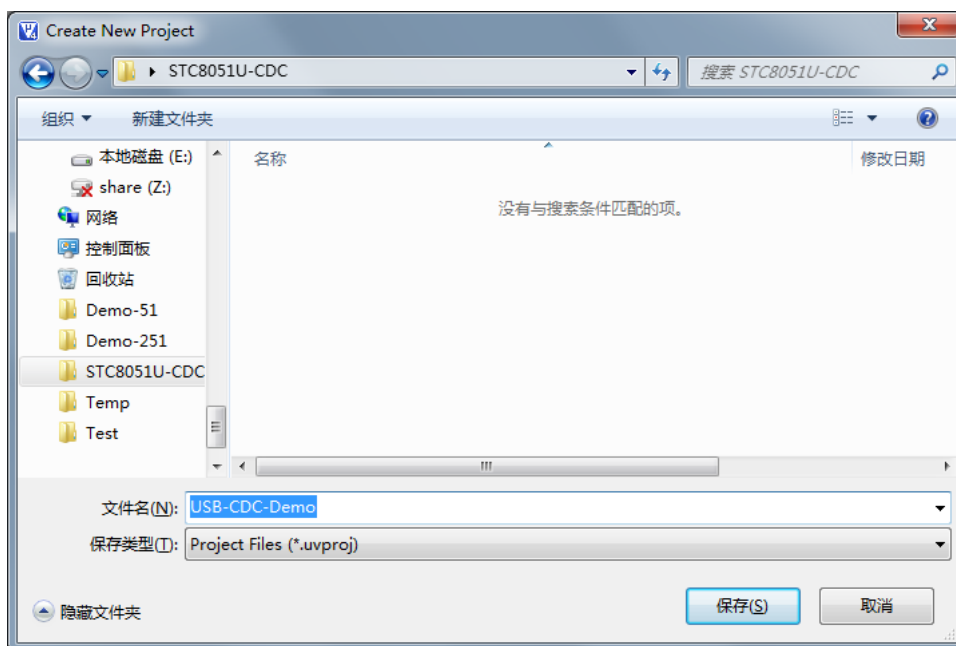 Create New Project
STC8051U-CDC
搜索 STC8051U-CDC
组织
新建文件夹
本地磁盘 (E:)
share (Z:)
网络
控制面板
回收站
Demo-51
Demo-251
STC8051U-CDC
Temp
Test
名称
修改日期
没有与搜索条件匹配的项。
文件名(N): USB-CDC-Demo
保存类型(T): Project Files (*.uvproj)
隐藏文件夹
保存(S)
取消